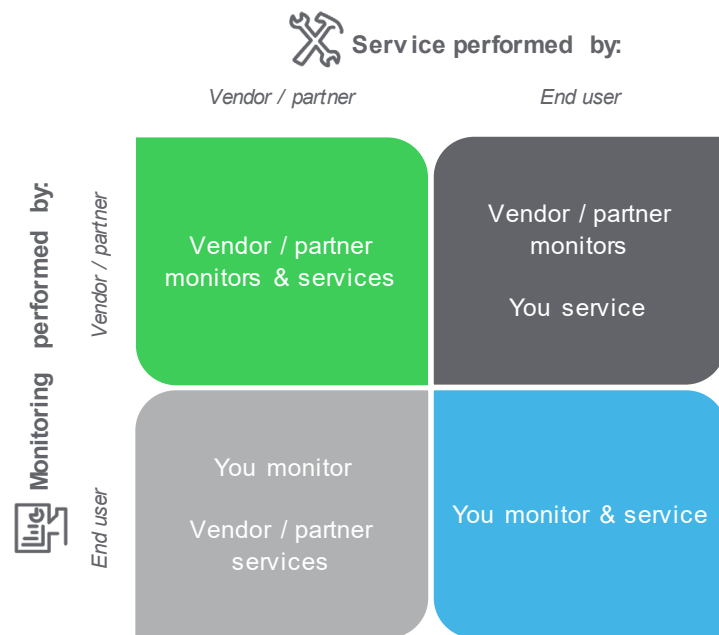 Service performed by:
Vendor / partner
End user
Monitoring performed by:
Vendor / partner
End user
Vendor / partner
monitors & services
Vendor / partner
monitors
You service
You monitor
Vendor / partner
services
You monitor & service